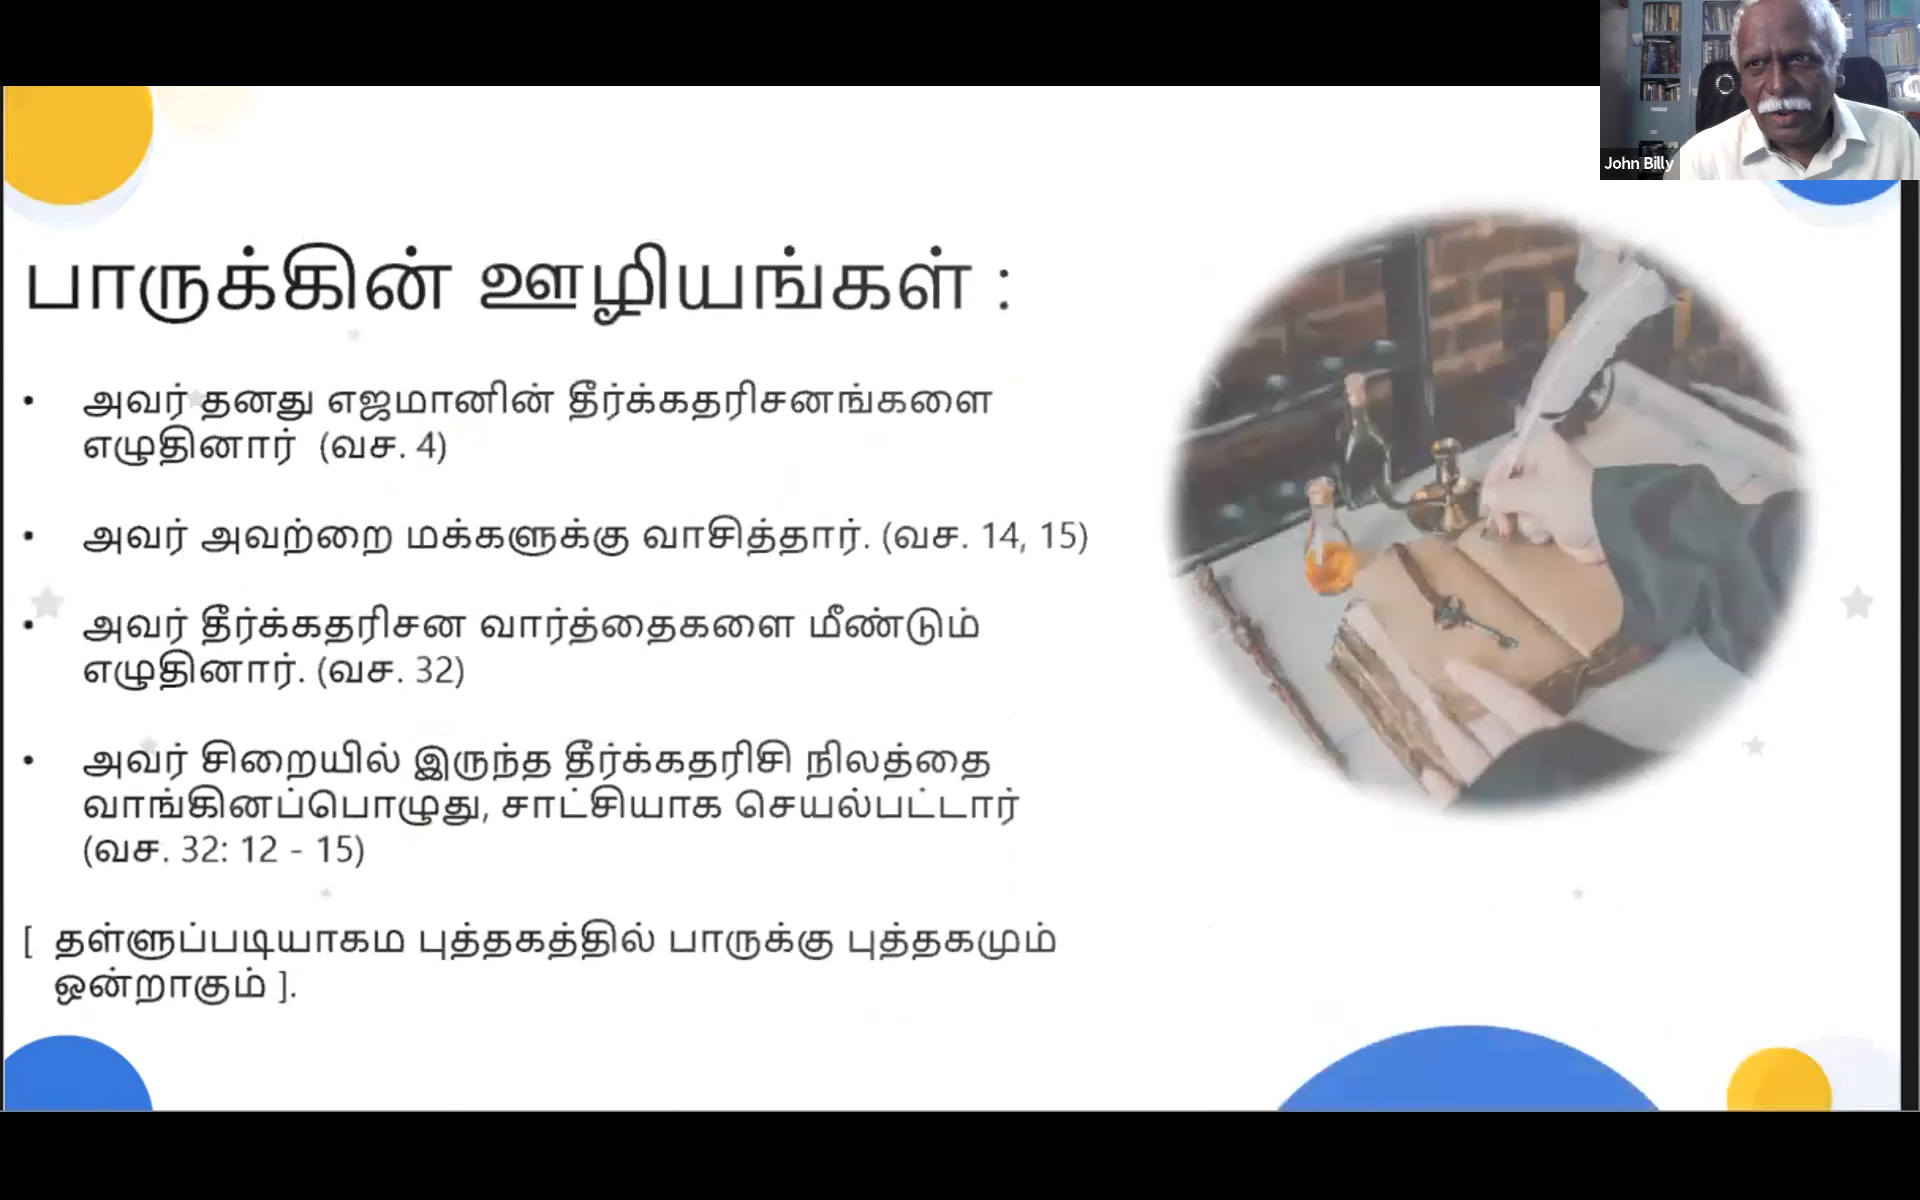 John Billy
பாருக்கின் ஊழியங்கள் :
• அவர் தனது எஜமானின் தீர்க்கதரிசனங்களை
எழுதினார் (வச. 4)
• அவர் அவற்றை மக்களுக்கு வாசித்தார். (வச. 14, 15)
• அவர் தீர்க்கதரிசன வார்த்தைகளை மீண்டும்
எழுதினார். (வச. 32)
• அவர் சிறையில் இருந்த தீர்க்கதரிசி நிலத்தை
வாங்கினப்பொழுது, சாட்சியாக செயல்பட்டார்
(வச. 32: 12 - 15)
[ தள்ளுப்படியாகம புத்தகத்தில் பாருக்கு புத்தகமும்
ஒன்றாகும் ].